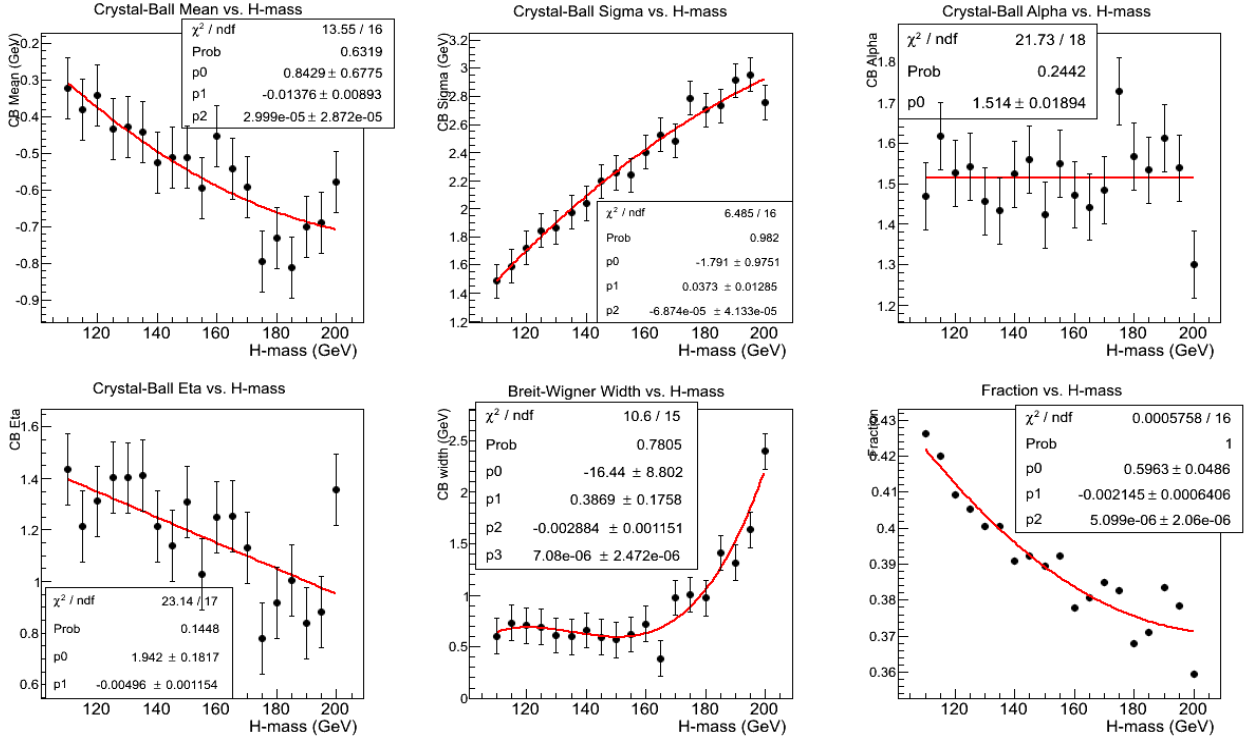 Crystal-Ball Mean vs. H-mass
CB Mean (GeV)
χ² / ndf 13.55 / 16
Prob 0.6319
p0 0.8429 ± 0.6775
p1 -0.01376 ± 0.00893
p2 2.999e-05 ± 2.872e-05
-0.2
-0.3
-0.4
-0.5
-0.6
-0.7
-0.8
-0.9
120 140 160 180 200
H-mass (GeV)
Crystal-Ball Sigma vs. H-mass
CB Sigma (GeV)
3.2
3
2.8
2.6
2.4
2.2
2
1.8
1.6
1.4
1.2
χ² / ndf 6.485 / 16
Prob 0.982
p0 -1.791 ± 0.9751
p1 0.0373 ± 0.01285
p2 -6.874e-05 ± 4.133e-05
120 140 160 180 200
H-mass (GeV)
Crystal-Ball Alpha vs. H-mass
CB Alpha
χ² / ndf 21.73 / 18
Prob 0.2442
p0 1.514 ± 0.01894
1.8
1.7
1.6
1.5
1.4
1.3
1.2
120 140 160 180 200
H-mass (GeV)
Crystal-Ball Eta vs. H-mass
CB Eta
1.6
1.4
1.2
1
0.8
0.6
χ² / ndf 23.14 / 17
Prob 0.1448
p0 1.942 ± 0.1817
p1 -0.00496 ± 0.001154
120 140 160 180 200
H-mass (GeV)
Breit-Wigner Width vs. H-mass
CB width (GeV)
χ² / ndf 10.6 / 15
Prob 0.7805
p0 -16.44 ± 8.802
p1 0.3869 ± 0.1758
p2 -0.002884 ± 0.001151
p3 7.08e-06 ± 2.472e-06
2.5
2
1.5
1
0.5
0
120 140 160 180 200
H-mass (GeV)
Fraction vs. H-mass
Fraction
χ² / ndf 0.0005758 / 16
Prob 1
p0 0.5963 ± 0.0486
p1 -0.002145 ± 0.0006406
p2 5.099e-06 ± 2.06e-06
0.43
0.42
0.41
0.4
0.39
0.38
0.37
0.36
120 140 160 180 200
H-mass (GeV)